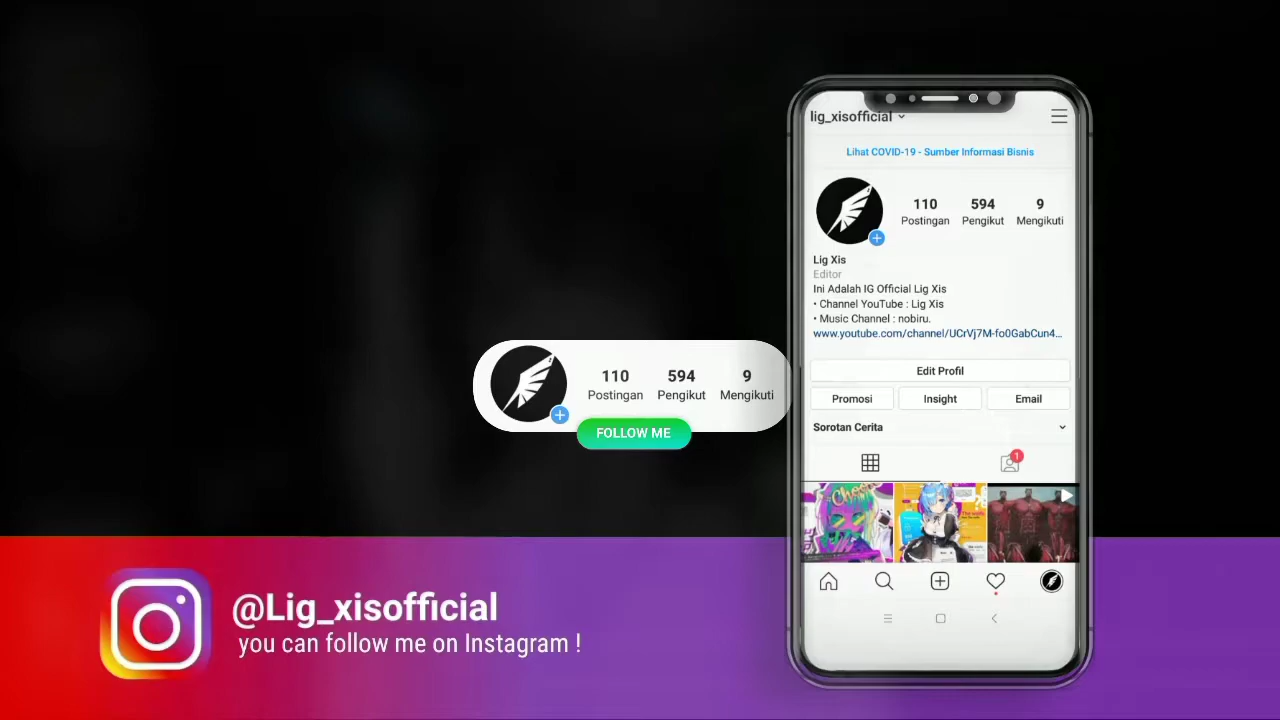 lig_xisofficial
Lihat COVID-19 - Sumber Informasi Bisnis
110 594 9
Postingan Pengikut Mengikuti
Lig Xis
Editor
Ini Adalah IG Official Lig Xis
• Channel YouTube : Lig Xis
• Music Channel : nobiru.
www.youtube.com/channel/UCrVj7M-fo0GabCun4...
Edit Profil
Promosi Insight Email
Sorotan Cerita
1
110 594 9
Postingan Pengikut Mengikuti
FOLLOW ME
@Lig_xisofficial
you can follow me on Instagram !